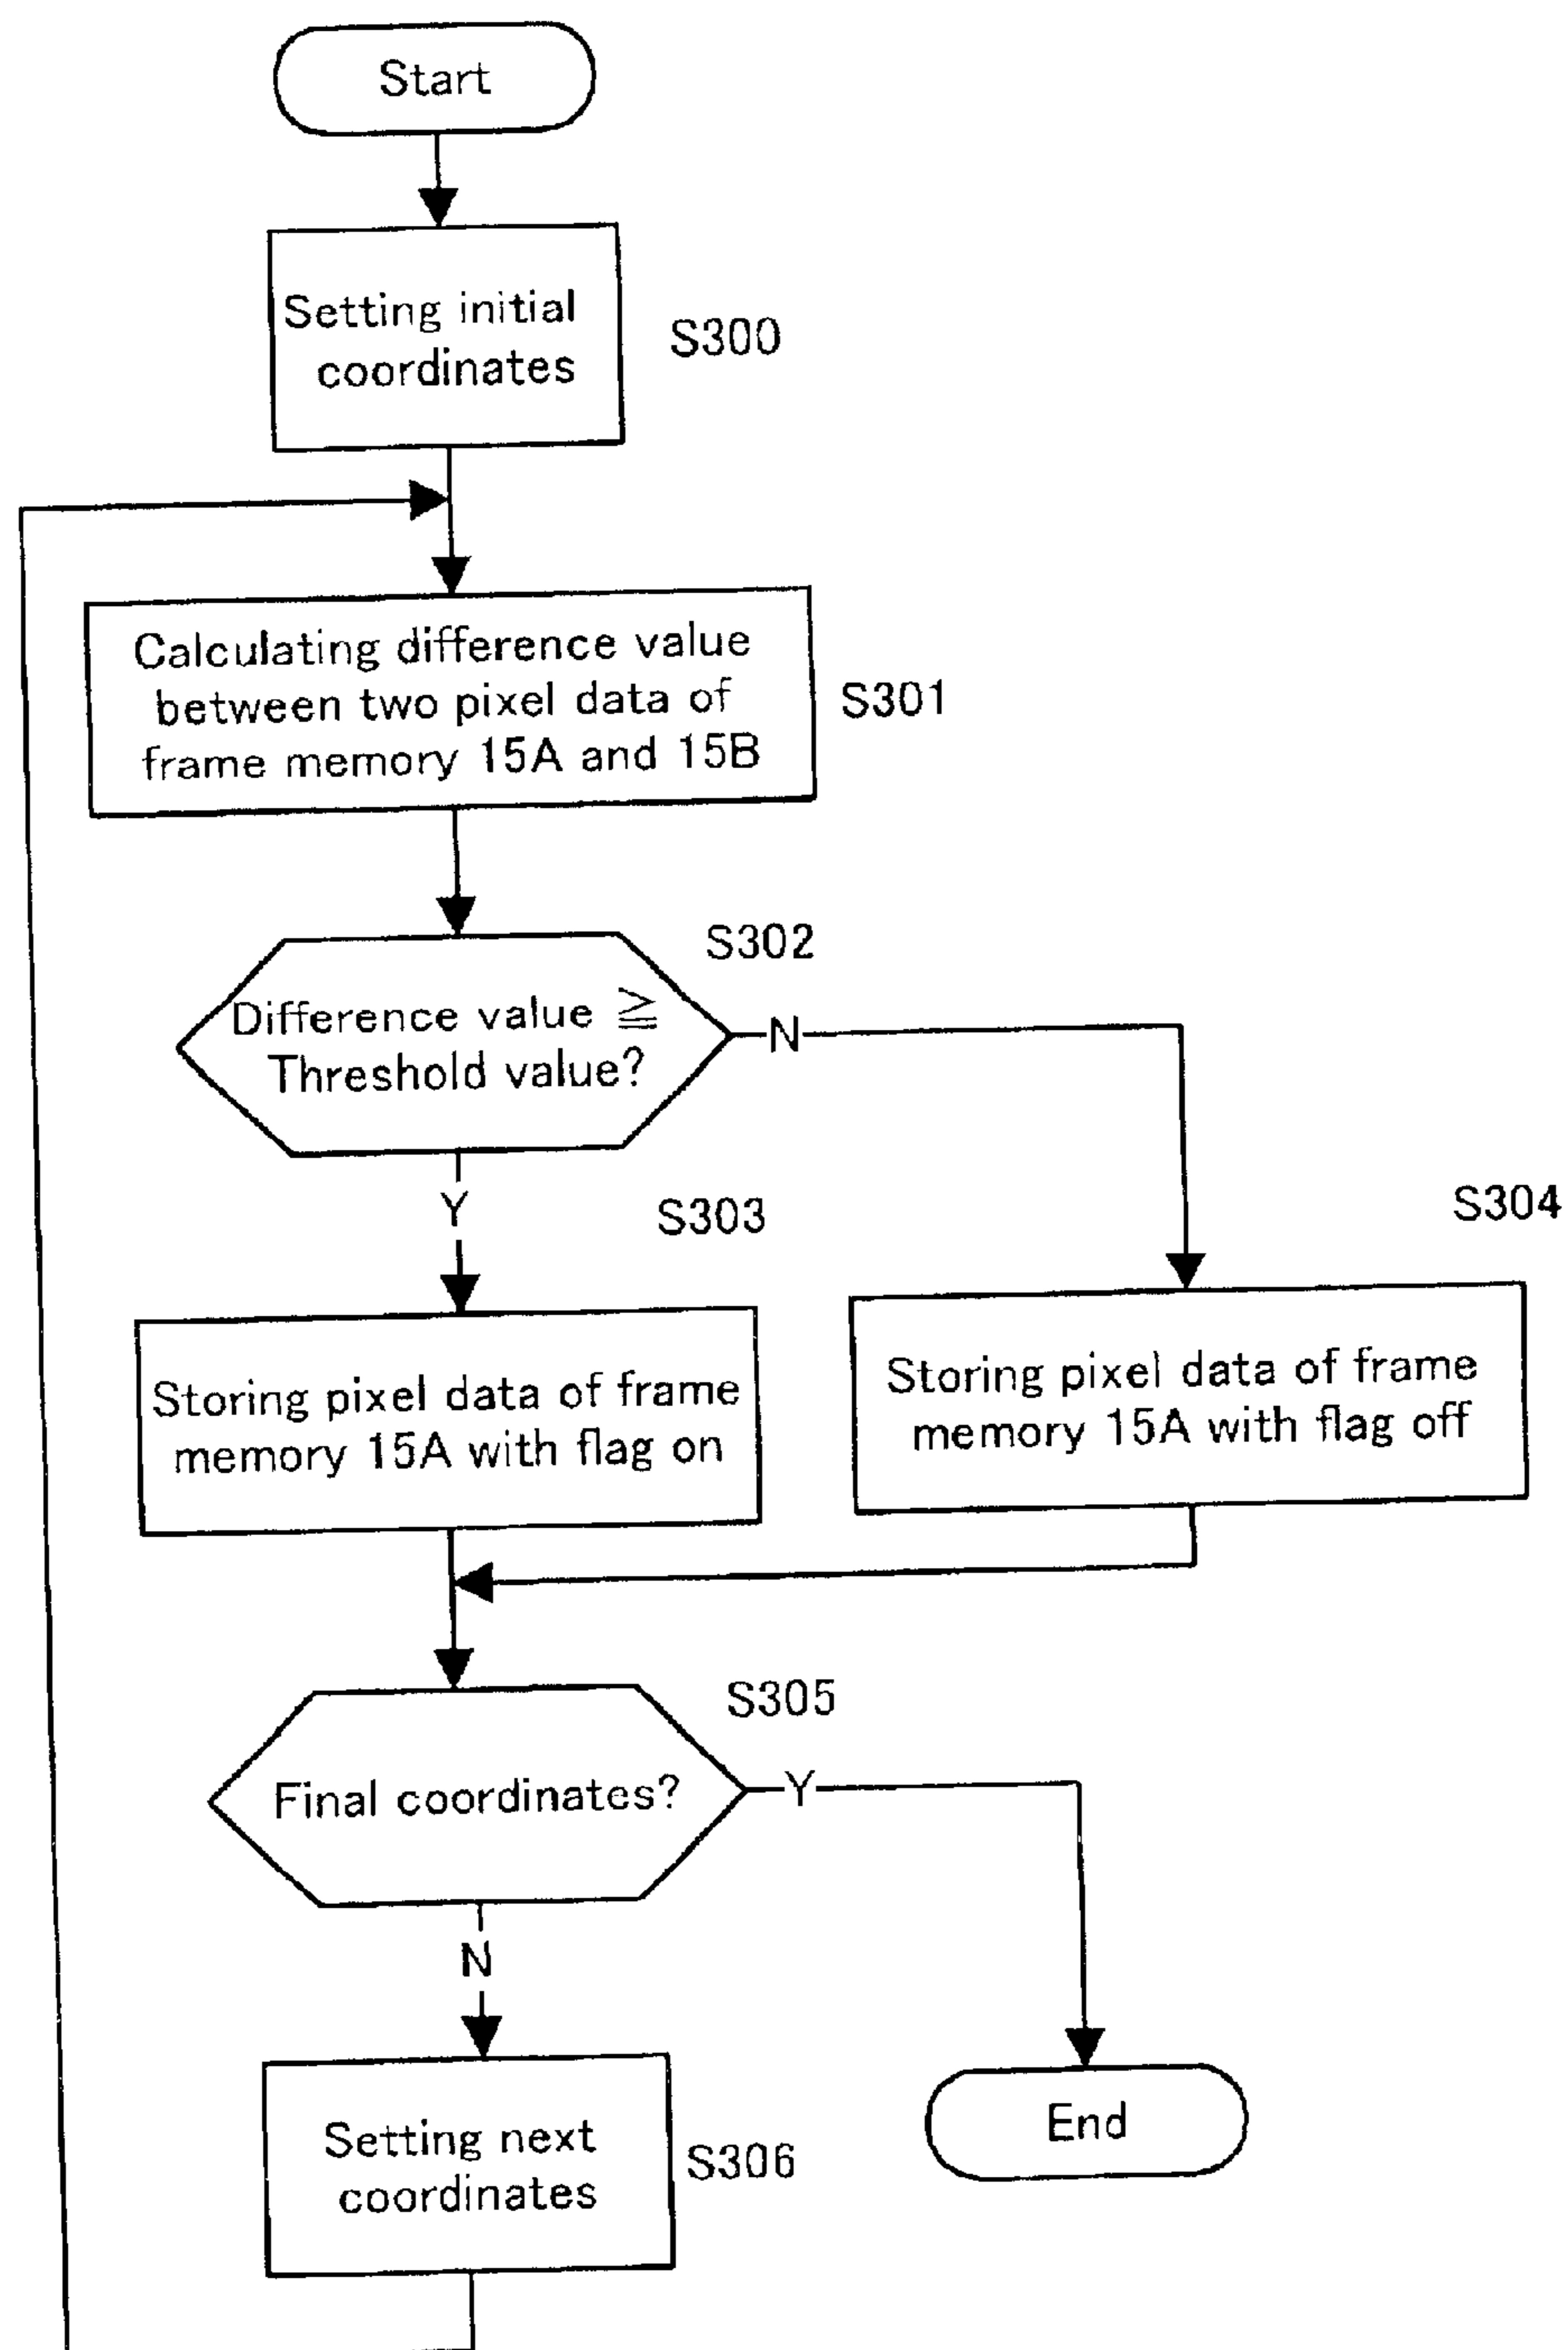 Start
Setting initial
coordinates
S300
Calculating difference value
between two pixel data of
frame memory 15A and 15B
S301
S302
Difference value ≧
Threshold value?
N
Y
S303
S304
Storing pixel data of frame
memory 15A with flag on
Storing pixel data of frame
memory 15A with flag off
S305
Final coordinates?
Y
N
Setting next
coordinates
S306
End